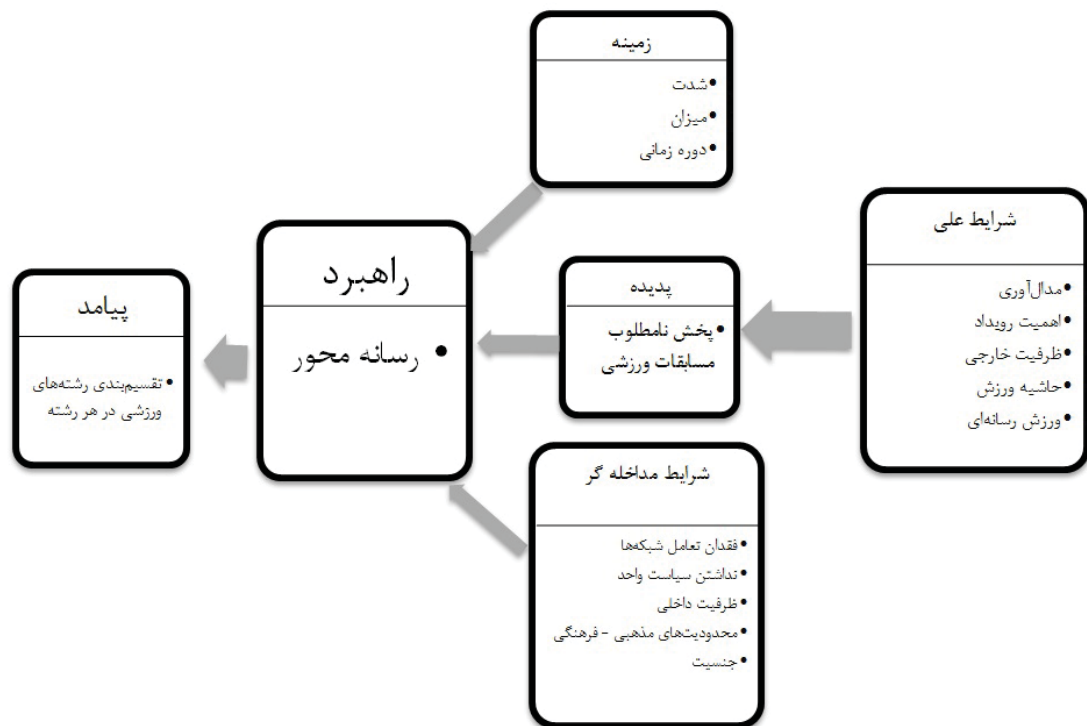 زمینه
•شدت
•میزان
•دوره زمانی
شرایط علی
•مدال‌آوری
•اهمیت رویداد
•ظرفیت خارجی
•حاشیه ورزش
•ورزش رسانه‌ای
پدیده
•پخش نامطلوب
مسابقات ورزشی
راهبرد
• رسانه محور
پیامد
•تقسیم‌بندی رشته‌های
ورزشی در هر رشته
شرایط مداخله گر
•فقدان تعامل شبکه‌ها
•نداشتن سیاست واحد
•ظرفیت داخلی
•محدودیت‌های مذهبی - فرهنگی
•جنسیت